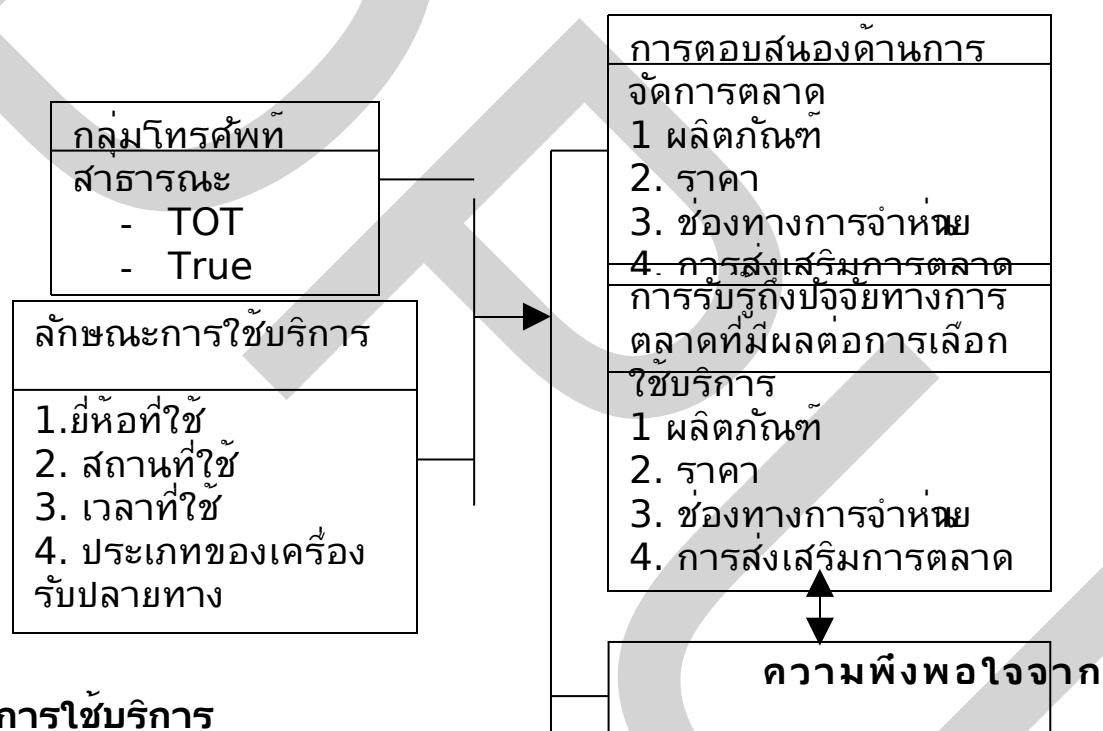 กลุ่มโทรศัพท์
สาธารณะ
- TOT
- True
ลักษณะการใช้บริการ
1.ยี่ห้อที่ใช้
2. สถานที่ใช้
3. เวลาที่ใช้
4. ประเภทของเครื่อง
รับปลายทาง
การตอบสนองด้านการ
จัดการตลาด
1 ผลิตภัณฑ์
2. ราคา
3. ช่องทางการจำหน่าย
4. การส่งเสริมการตลาด
การรับรู้ถึงปัจจัยทางการ
ตลาดที่มีผลต่อการเลือก
ใช้บริการ
1 ผลิตภัณฑ์
2. ราคา
3. ช่องทางการจำหน่าย
4. การส่งเสริมการตลาด
ความพึงพอใจจาก
การใช้บริการ